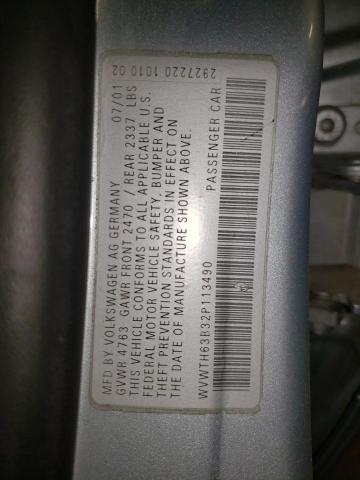 MFD BY VOLKSWAGEN AG GERMANY 07/01 2927220 1010 02
GVWR 4763 GAWR FRONT 2470 / REAR 2337 LBS
THIS VEHICLE CONFORMS TO ALL APPLICABLE U.S.
FEDERAL MOTOR VEHICLE SAFETY, BUMPER AND
THEFT PREVENTION STANDARDS IN EFFECT ON
THE DATE OF MANUFACTURE SHOWN ABOVE.
WVWTH63B32P113490 PASSENGER CAR